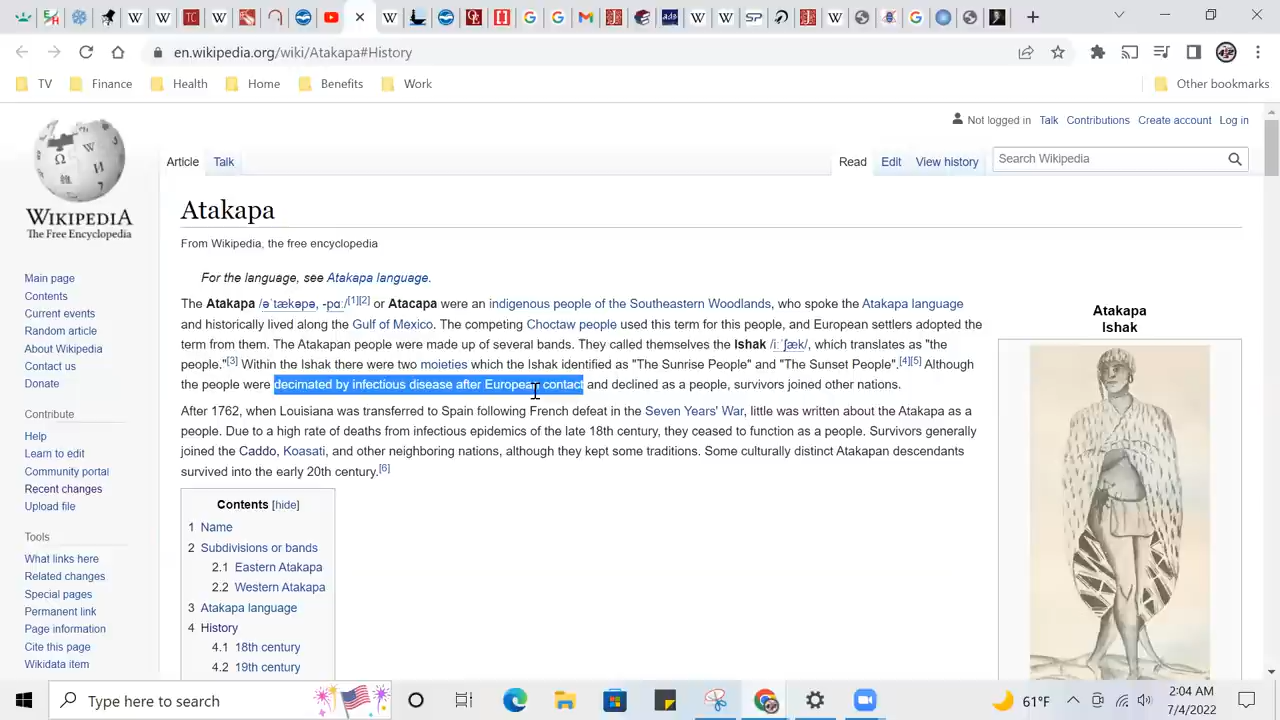 en.wikipedia.org/wiki/Atakapa#History
TV Finance Health Home Benefits Work Other bookmarks
Not logged in Talk Contributions Create account Log in
Article Talk Read Edit View history Search Wikipedia
WIKIPEDIA
The Free Encyclopedia
Main page
Contents
Current events
Random article
About Wikipedia
Contact us
Donate
Contribute
Help
Learn to edit
Community portal
Recent changes
Upload file
Tools
What links here
Related changes
Special pages
Permanent link
Page information
Cite this page
Wikidata item
Atakapa
From Wikipedia, the free encyclopedia
For the language, see Atakapa language.
The Atakapa /əˈtækəpə, -pɑː/[1][2] or Atacapa were an indigenous people of the Southeastern Woodlands, who spoke the Atakapa language
and historically lived along the Gulf of Mexico. The competing Choctaw people used this term for this people, and European settlers adopted the
term from them. The Atakapan people were made up of several bands. They called themselves the Ishak /iːˈʃæk/, which translates as "the
people."[3] Within the Ishak there were two moieties which the Ishak identified as "The Sunrise People" and "The Sunset People".[4][5] Although
the people were decimated by infectious disease after European contact and declined as a people, survivors joined other nations.
After 1762, when Louisiana was transferred to Spain following French defeat in the Seven Years' War, little was written about the Atakapa as a
people. Due to a high rate of deaths from infectious epidemics of the late 18th century, they ceased to function as a people. Survivors generally
joined the Caddo, Koasati, and other neighboring nations, although they kept some traditions. Some culturally distinct Atakapan descendants
survived into the early 20th century.[6]
Contents [hide]
1 Name
2 Subdivisions or bands
2.1 Eastern Atakapa
2.2 Western Atakapa
3 Atakapa language
4 History
4.1 18th century
4.2 19th century
Atakapa
Ishak
Type here to search
61°F
2:04 AM
7/4/2022